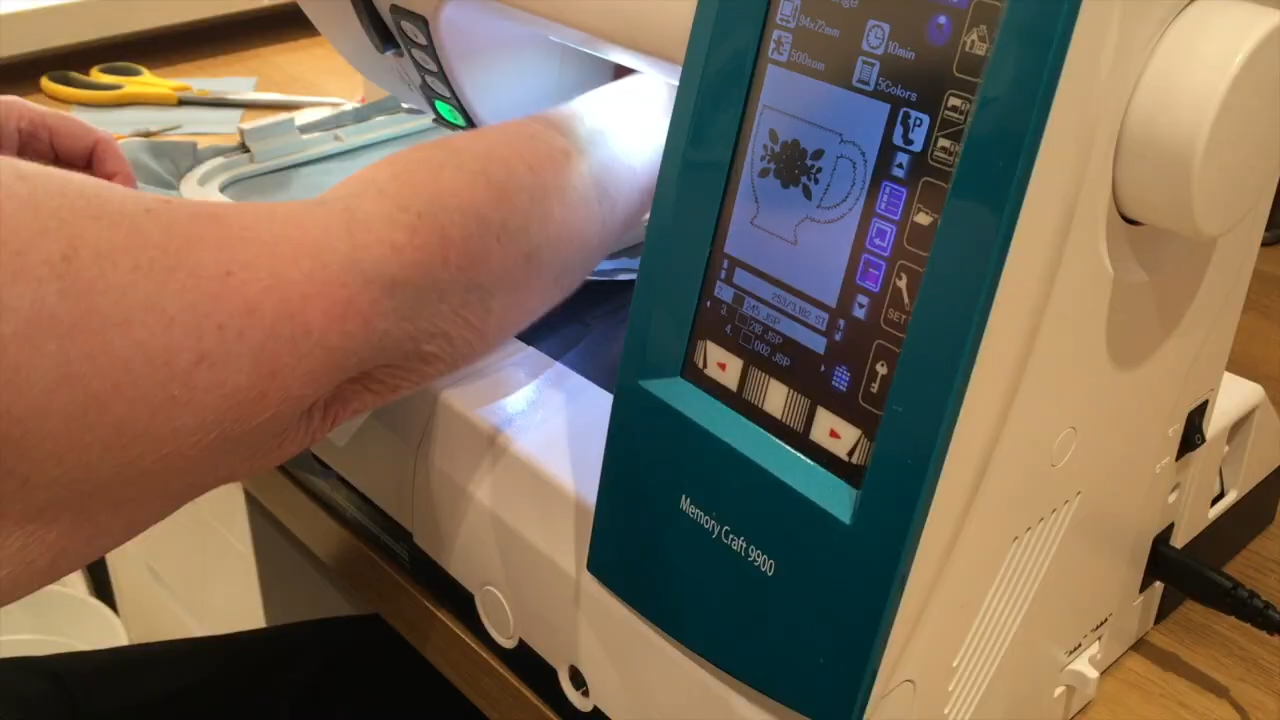 94x72mm
10min
500spm
5Colors
P
253/3,182 ST
2. 245 JSP
3. 218 JSP
4. 002 JSP
SET
Memory Craft 9900